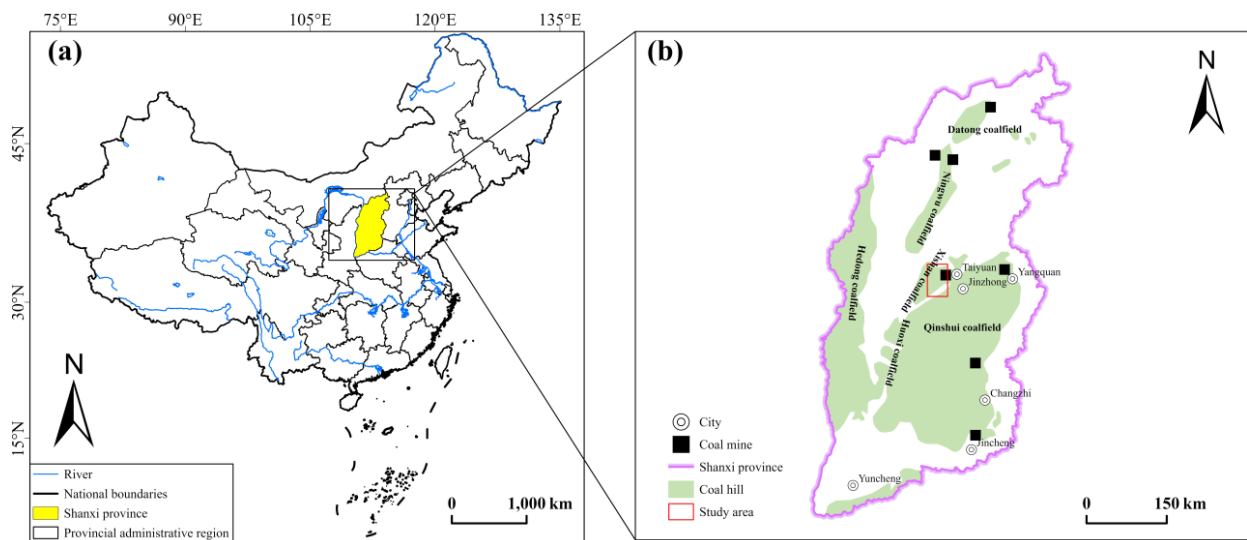 75°E
90°E
105°E
120°E
135°E
(a)
45°N
30°N
15°N
N
River
National boundaries
Shanxi province
Provincial administrative region
0
1,000 km
(b)
N
Datong coalfield
Ningwu coalfield
Hedong coalfield
Xishan coalfield
Taiyuan
Jinzhong
Yangquan
Qinshui coalfield
Huoxi coalfield
Changzhi
Jincheng
Yuncheng
City
Coal mine
Shanxi province
Coal hill
Study area
0
150 km